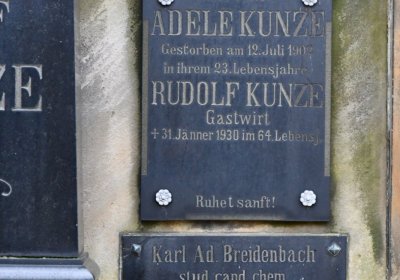 ADELE KUNZE
Gestorben am 12. Juli 1902
in ihrem 23. Lebensjahre.
RUDOLF KUNZE
Gastwirt
+ 31. Jänner 1930 im 64. Lebensj.
Ruhet sanft!
Karl Ad. Breidenbach
stud. cand. chem.